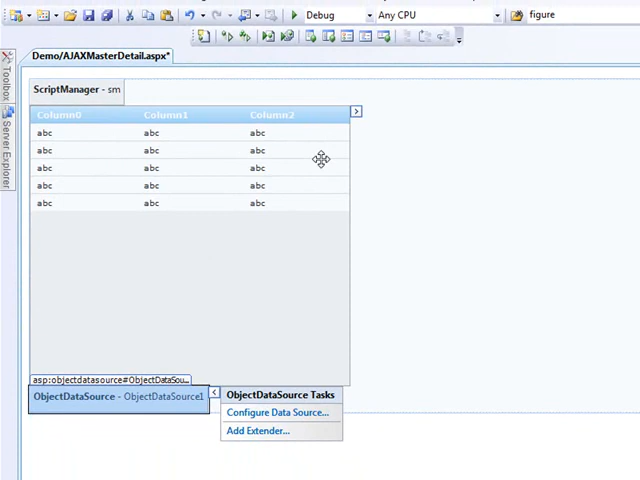 Debug Any CPU figure
Demo/AJAXMasterDetail.aspx*
Toolbox
Server Explorer
ScriptManager - sm
Column0 Column1 Column2
abc abc abc
abc abc abc
abc abc abc
abc abc abc
abc abc abc
asp:objectdatasource#ObjectDataSou...
ObjectDataSource - ObjectDataSource1
ObjectDataSource Tasks
Configure Data Source...
Add Extender...